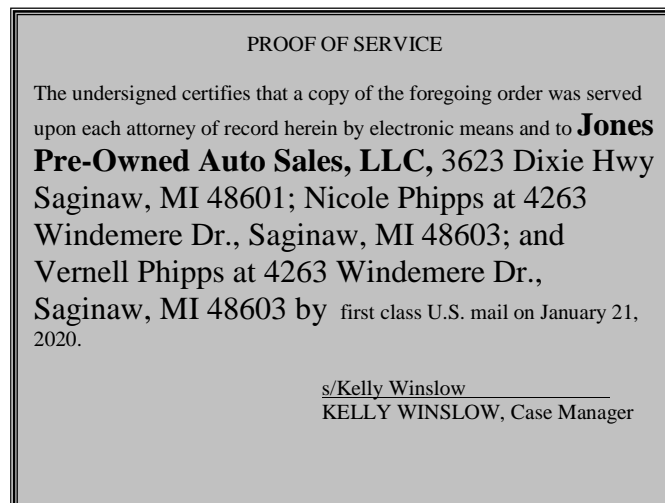 PROOF OF SERVICE
The undersigned certifies that a copy of the foregoing order was served
upon each attorney of record herein by electronic means and to Jones
Pre-Owned Auto Sales, LLC, 3623 Dixie Hwy
Saginaw, MI 48601; Nicole Phipps at 4263
Windemere Dr., Saginaw, MI 48603; and
Vernell Phipps at 4263 Windemere Dr.,
Saginaw, MI 48603 by first class U.S. mail on January 21,
2020.
s/Kelly Winslow
KELLY WINSLOW, Case Manager